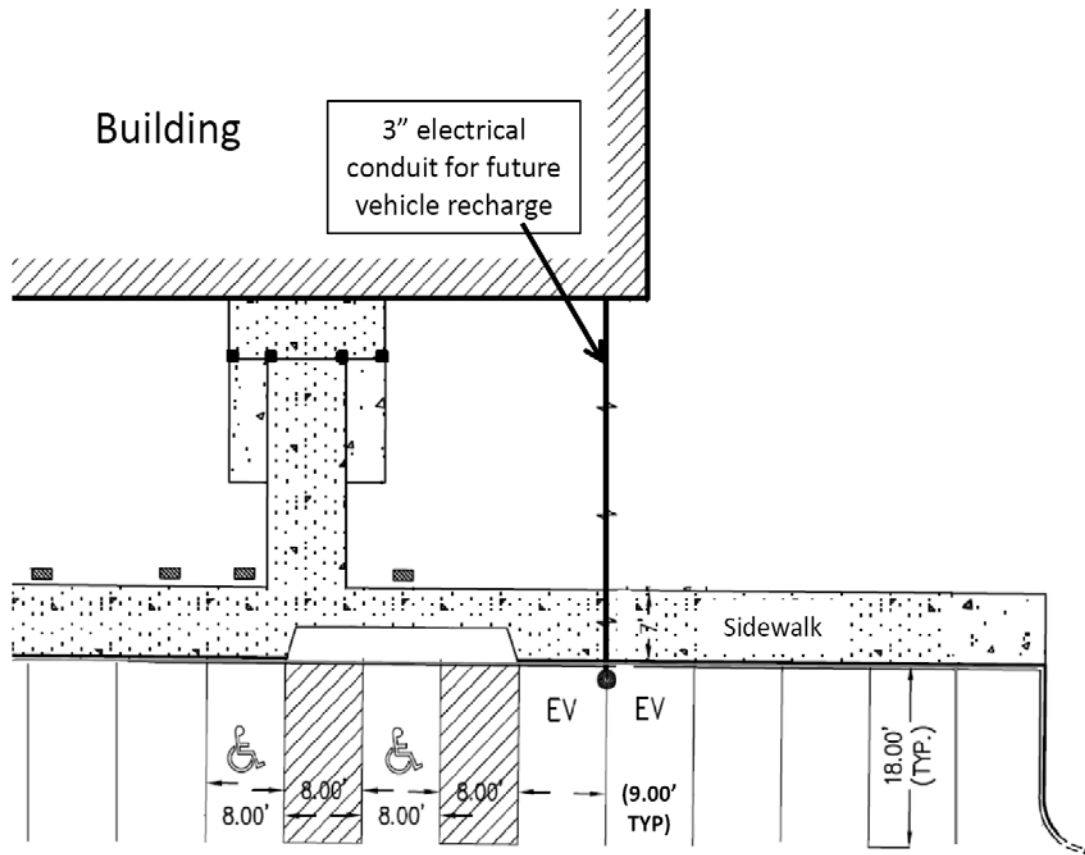 Building
3” electrical
conduit for future
vehicle recharge
7'
Sidewalk
EV
EV
18.00'
(TYP.)
8.00'
8.00'
8.00'
8.00'
(9.00'
TYP)